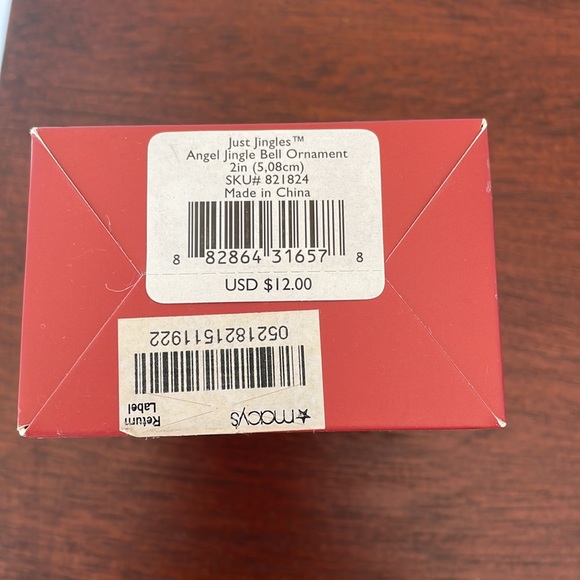 Just Jingles™
Angel Jingle Bell Ornament
2in (5,08cm)
SKU# 821824
Made in China
8 82864 31657 8
USD $12.00
★macy's
Return
Label
0521821511922